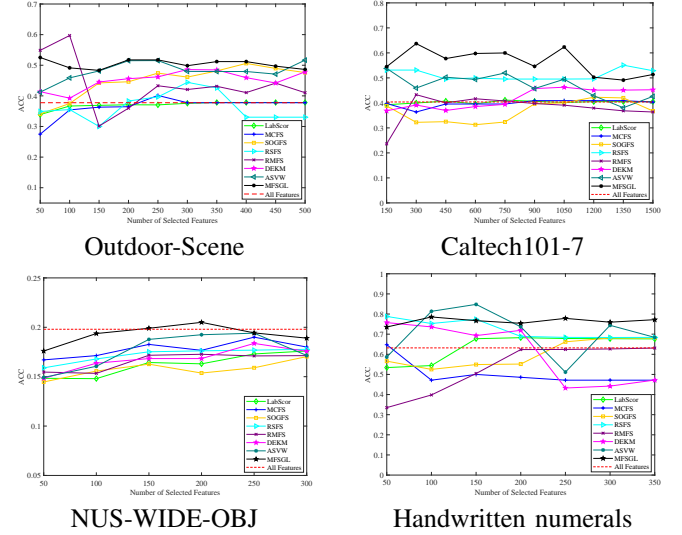 0.7
0.6
0.5
0.4
0.3
0.2
0.1
ACC
50 100 150 200 250 300 350 400 450 500
Number of Selected Features
LabScor
MCFS
SOGFS
RSFS
RMFS
DEKM
ASVW
MFSGL
All Features
Outdoor-Scene
0.8
0.7
0.6
0.5
0.4
0.3
0.2
0.1
0
ACC
150 300 450 600 750 900 1050 1200 1350 1500
Number of Selected Features
LabScor
MCFS
SOGFS
RSFS
RMFS
DEKM
ASVW
MFSGL
All Features
Caltech101-7
0.25
0.2
0.15
0.1
0.05
ACC
50 100 150 200 250 300
Number of Selected Features
LabScor
MCFS
SOGFS
RSFS
RMFS
DEKM
ASVW
MFSGL
All Features
NUS-WIDE-OBJ
1
0.9
0.8
0.7
0.6
0.5
0.4
0.3
0.2
0.1
0
ACC
50 100 150 200 250 300 350
Number of Selected Features
LabScor
MCFS
SOGFS
RSFS
RMFS
DEKM
ASVW
MFSGL
All Features
Handwritten numerals